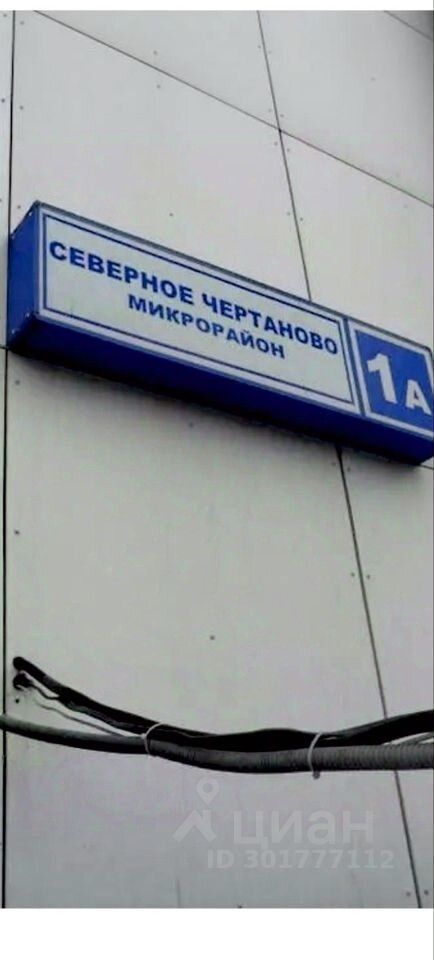 СЕВЕРНОЕ ЧЕРТАНОВО
МИКРОРАЙОН
1А
циан
ID 301777112